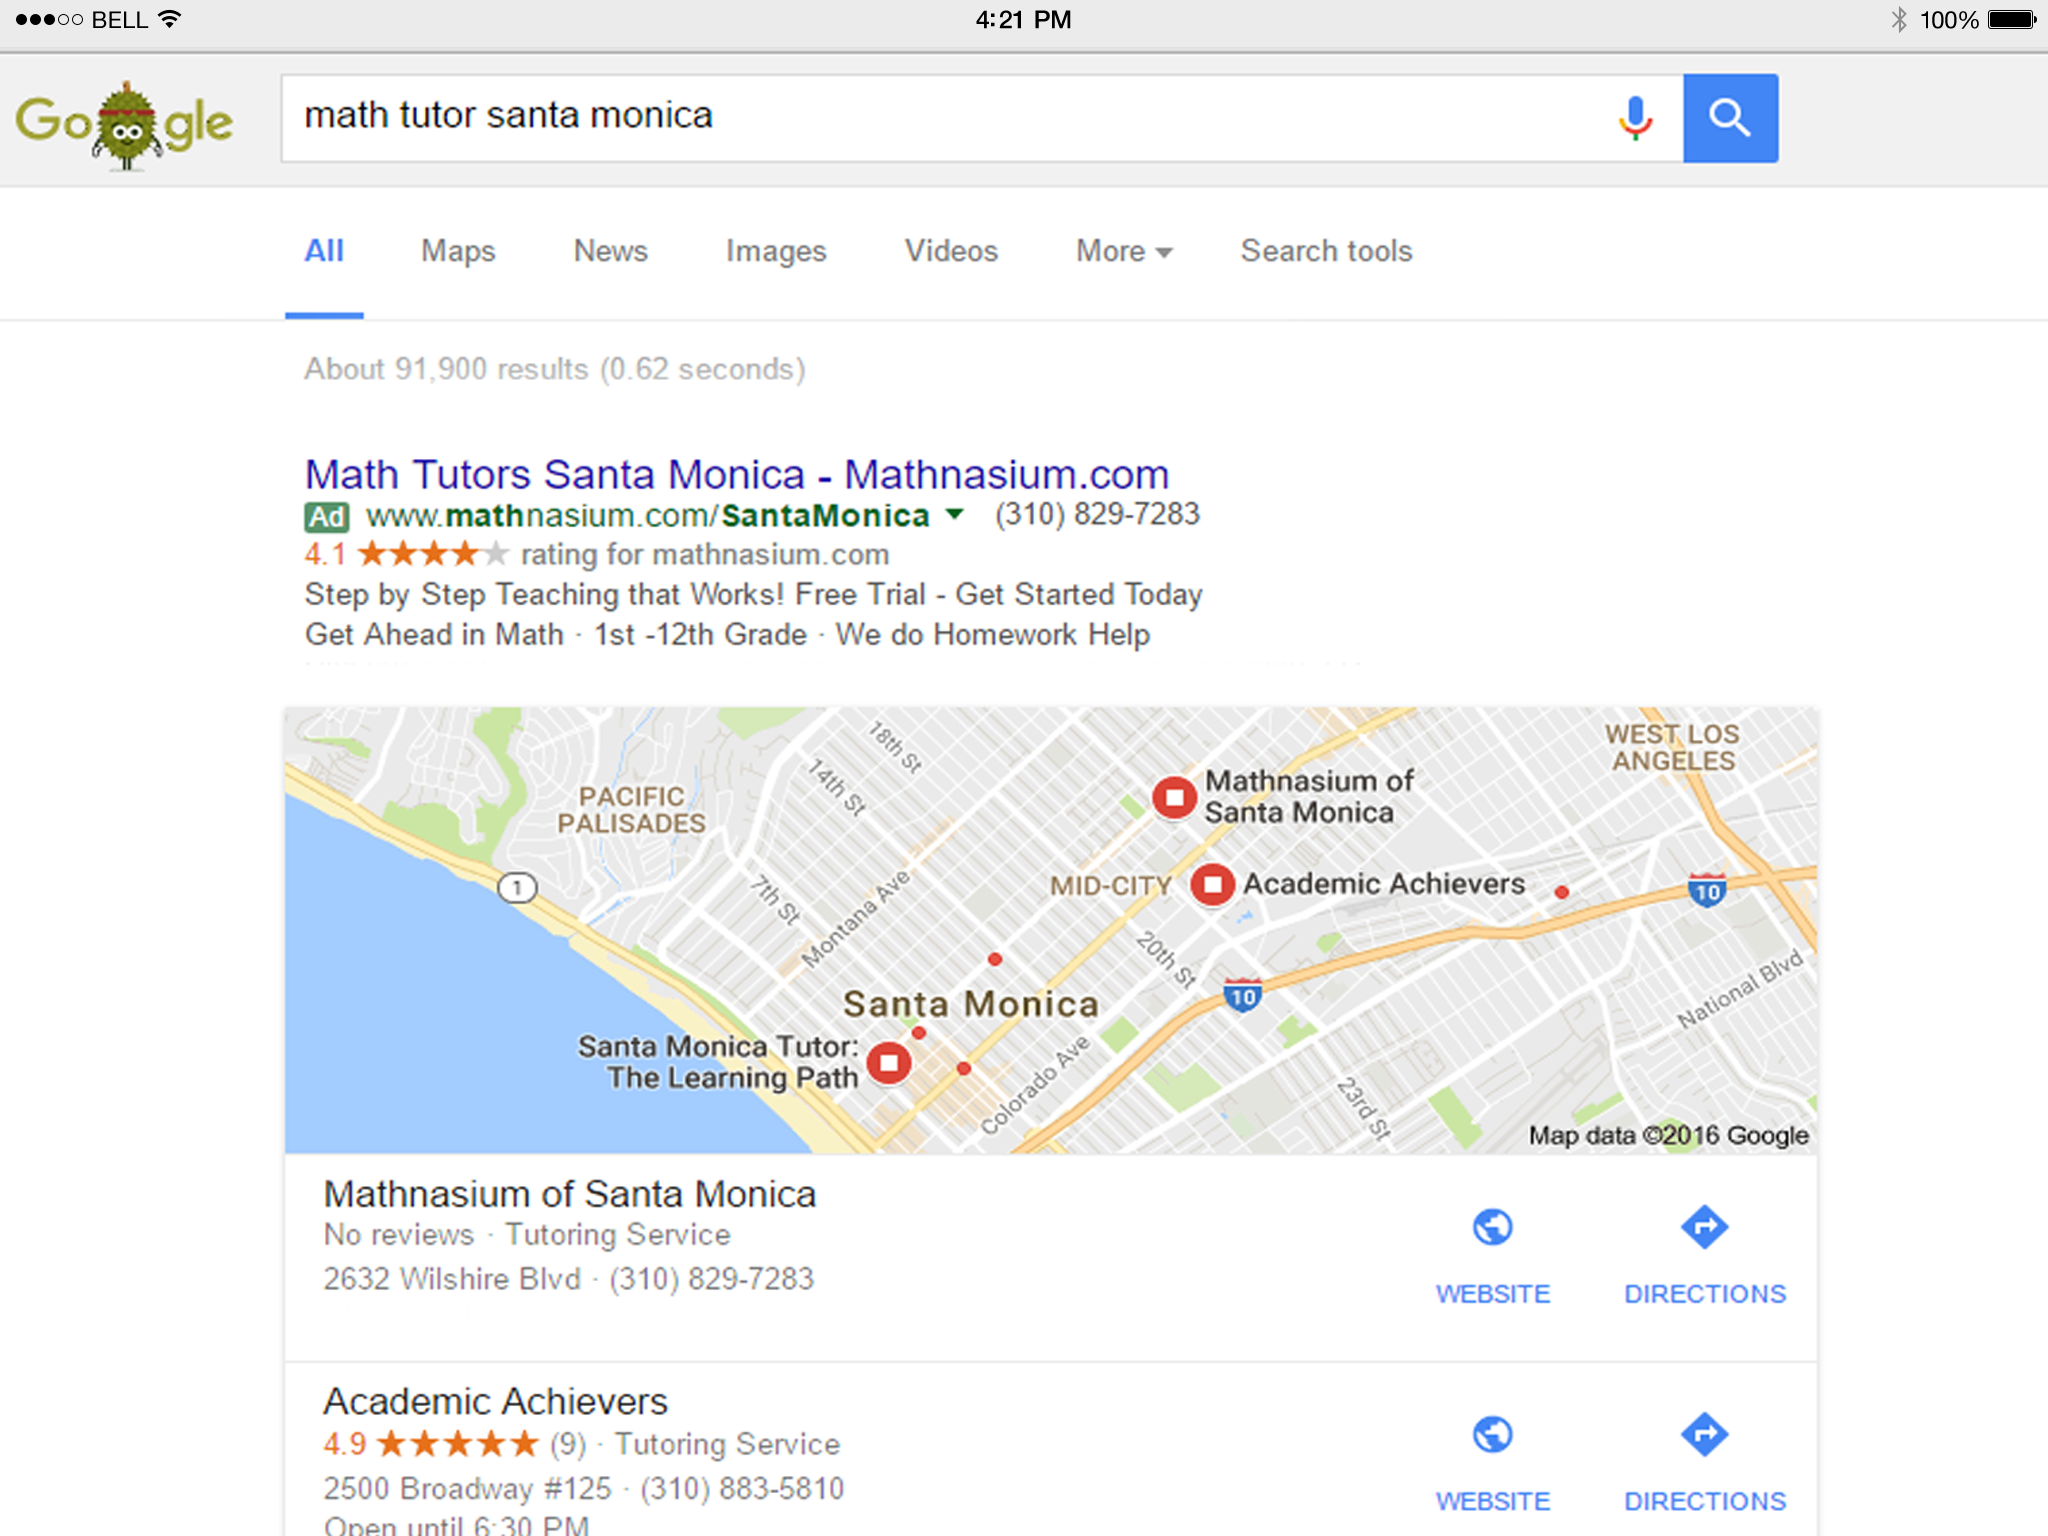 BELL
4:21 PM
100%
Google
math tutor santa monica
All Maps News Images Videos More Search tools
About 91,900 results (0.62 seconds)
Math Tutors Santa Monica - Mathnasium.com
Ad www.mathnasium.com/SantaMonica (310) 829-7283
4.1 ★★★★★ rating for mathnasium.com
Step by Step Teaching that Works! Free Trial - Get Started Today
Get Ahead in Math · 1st -12th Grade · We do Homework Help
WEST LOS
ANGELES
18th St
14th St
PACIFIC
PALISADES
Mathnasium of
Santa Monica
1
7th St
Montana Ave
MID-CITY
Academic Achievers
10
20th St
10
National Blvd
Santa Monica
Santa Monica Tutor:
The Learning Path
Colorado Ave
23rd St
Map data ©2016 Google
Mathnasium of Santa Monica
No reviews · Tutoring Service
2632 Wilshire Blvd · (310) 829-7283
WEBSITE DIRECTIONS
Academic Achievers
4.9 ★★★★★ (9) · Tutoring Service
2500 Broadway #125 · (310) 883-5810
Open until 6:30 PM
WEBSITE DIRECTIONS